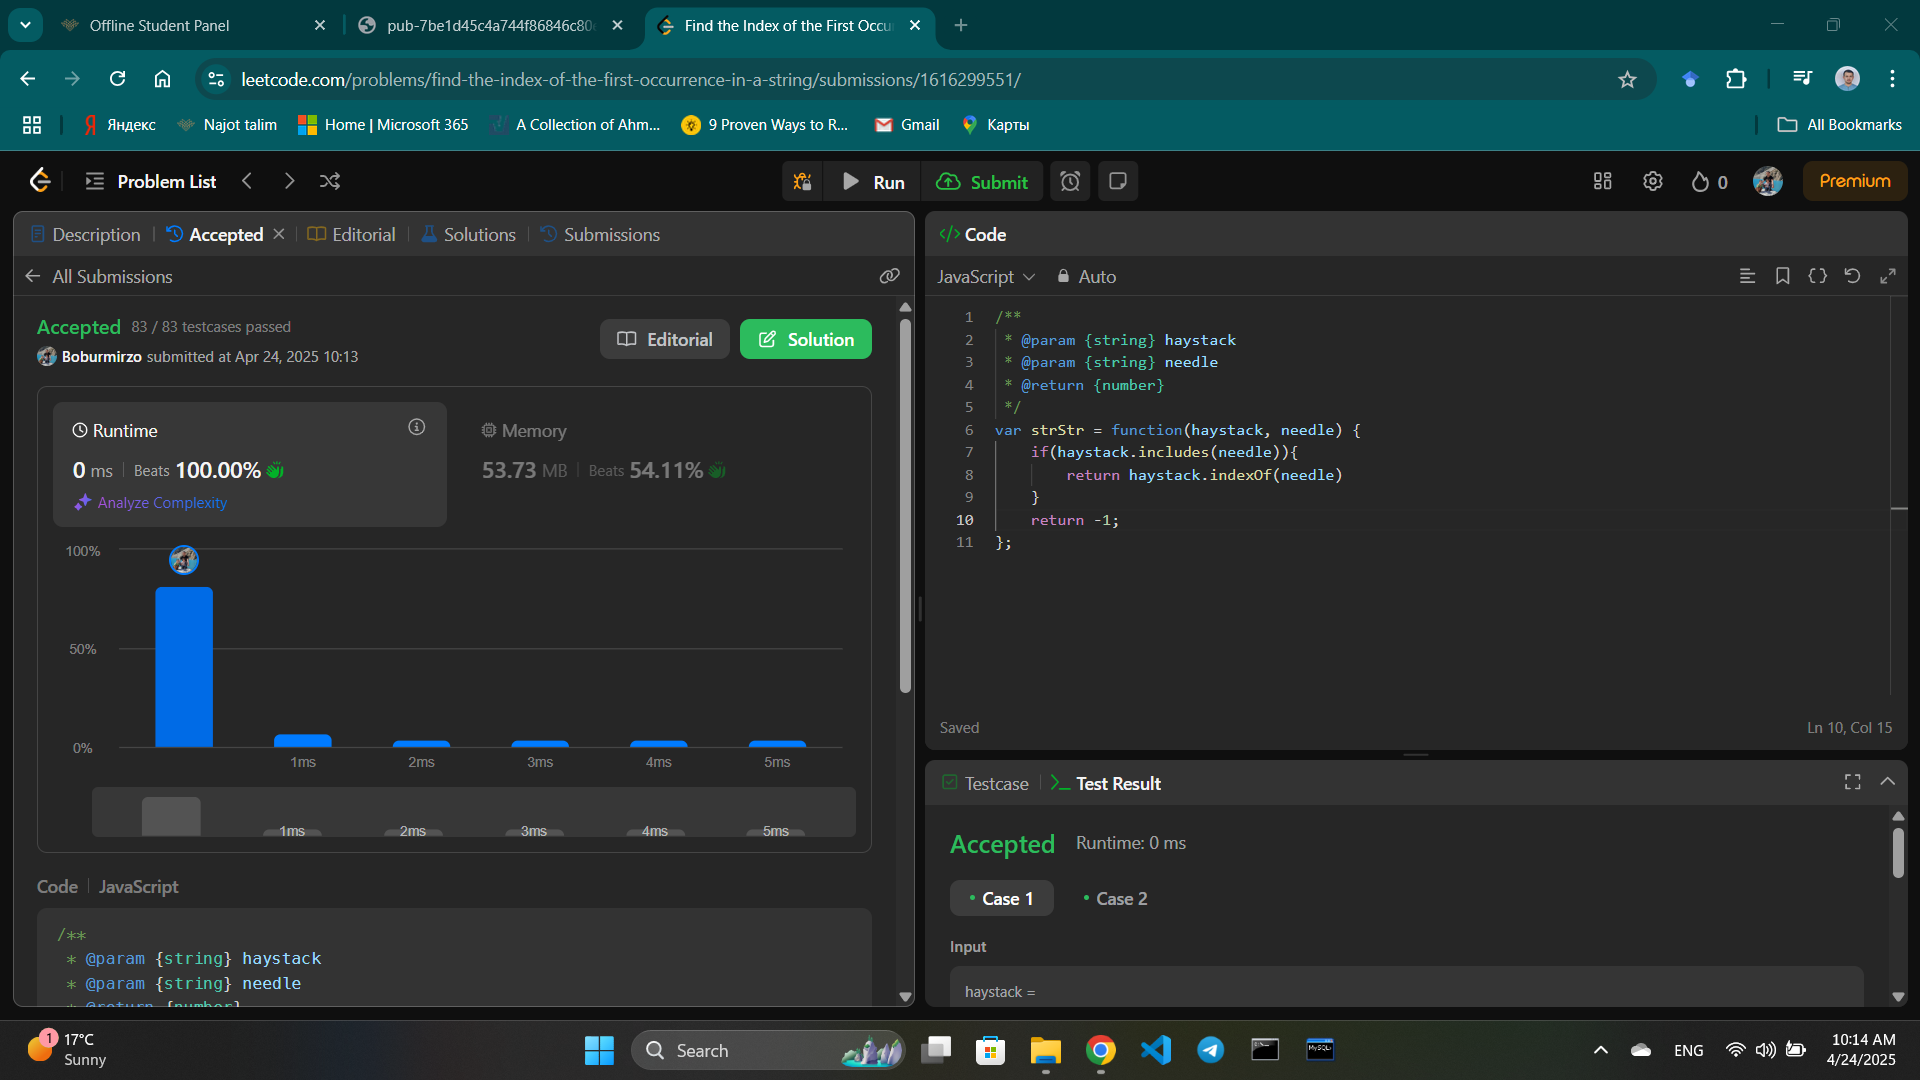 Offline Student Panel
pub-7be1d45c4a744f86846c80
Find the Index of the First Occu
leetcode.com/problems/find-the-index-of-the-first-occurrence-in-a-string/submissions/1616299551/
Яндекс
Najot talim
Home | Microsoft 365
A Collection of Ahm...
9 Proven Ways to R...
Gmail
Карты
All Bookmarks
Problem List
Run
Submit
0
Premium
Description
Accepted
Editorial
Solutions
Submissions
All Submissions
Accepted 83 / 83 testcases passed
Boburmirzo submitted at Apr 24, 2025 10:13
Editorial
Solution
Runtime
0 ms | Beats 100.00%
Analyze Complexity
Memory
53.73 MB | Beats 54.11%
100%
50%
0%
1ms 2ms 3ms 4ms 5ms
1ms 2ms 3ms 4ms 5ms
Code | JavaScript
/**
* @param {string} haystack
* @param {string} needle
* @return {number}
</> Code
JavaScript
Auto
1 /**
2 * @param {string} haystack
3 * @param {string} needle
4 * @return {number}
5 */
6 var strStr = function(haystack, needle) {
7 if(haystack.includes(needle)){
8 return haystack.indexOf(needle)
9 }
10 return -1;
11 };
Saved
Ln 10, Col 15
Testcase
Test Result
Accepted Runtime: 0 ms
• Case 1
• Case 2
Input
haystack =
1
17°C
Sunny
Search
MySQL
ENG
10:14 AM
4/24/2025